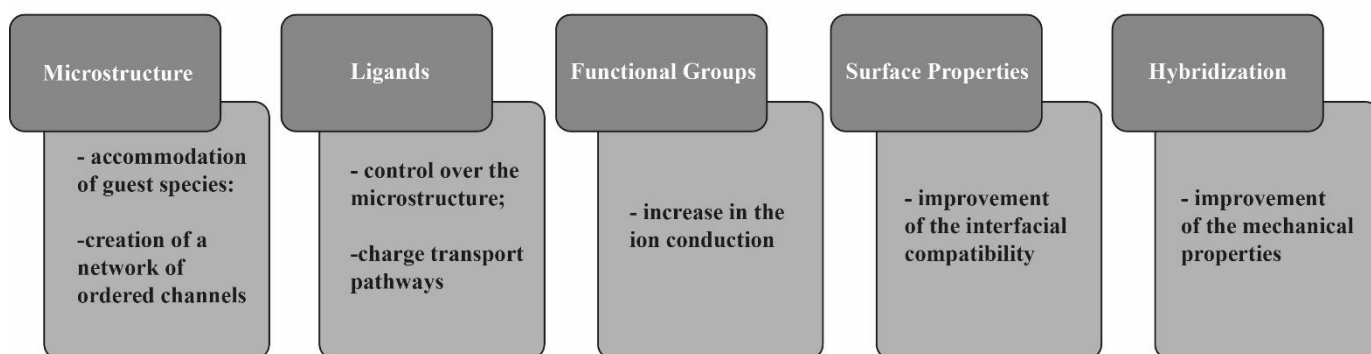 Microstructure
- accommodation
of guest species:
-creation of a
network of
ordered channels
Ligands
- control over the
microstructure;
-charge transport
pathways
Functional Groups
- increase in the
ion conduction
Surface Properties
- improvement
of the interfacial
compatibility
Hybridization
- improvement
of the mechanical
properties